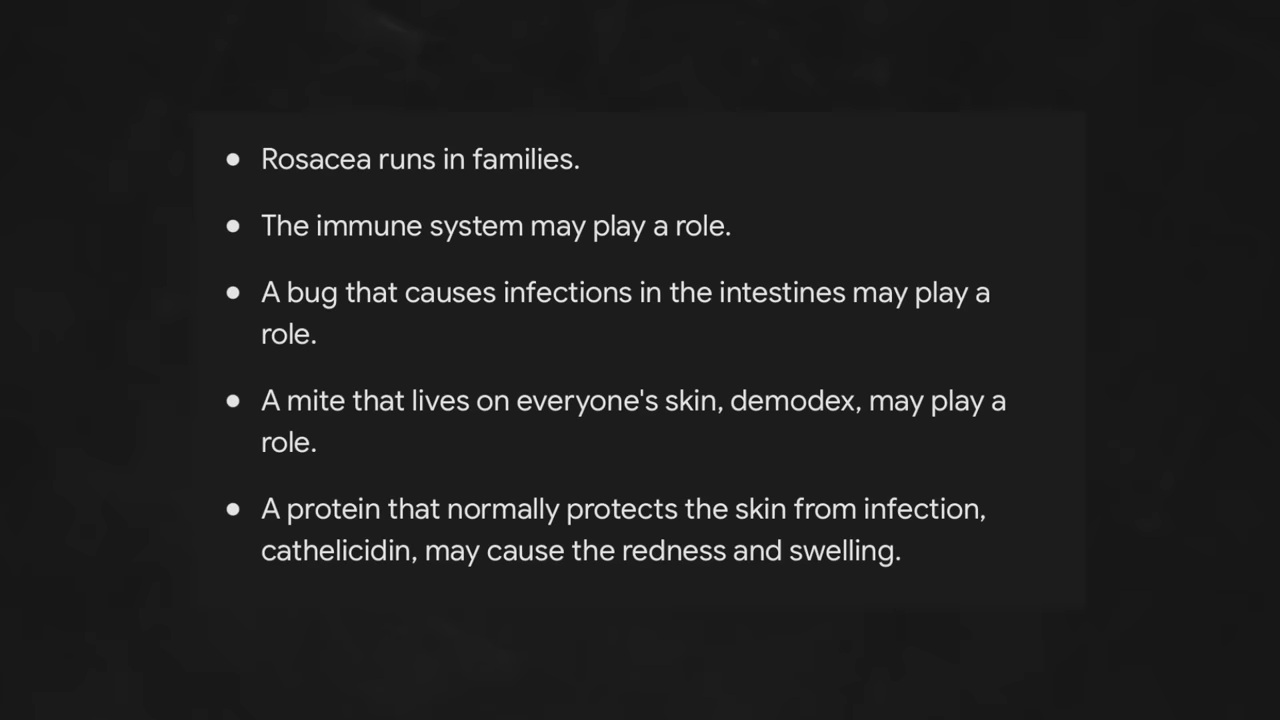 ● Rosacea runs in families.
● The immune system may play a role.
● A bug that causes infections in the intestines may play a
role.
● A mite that lives on everyone's skin, demodex, may play a
role.
● A protein that normally protects the skin from infection,
cathelicidin, may cause the redness and swelling.